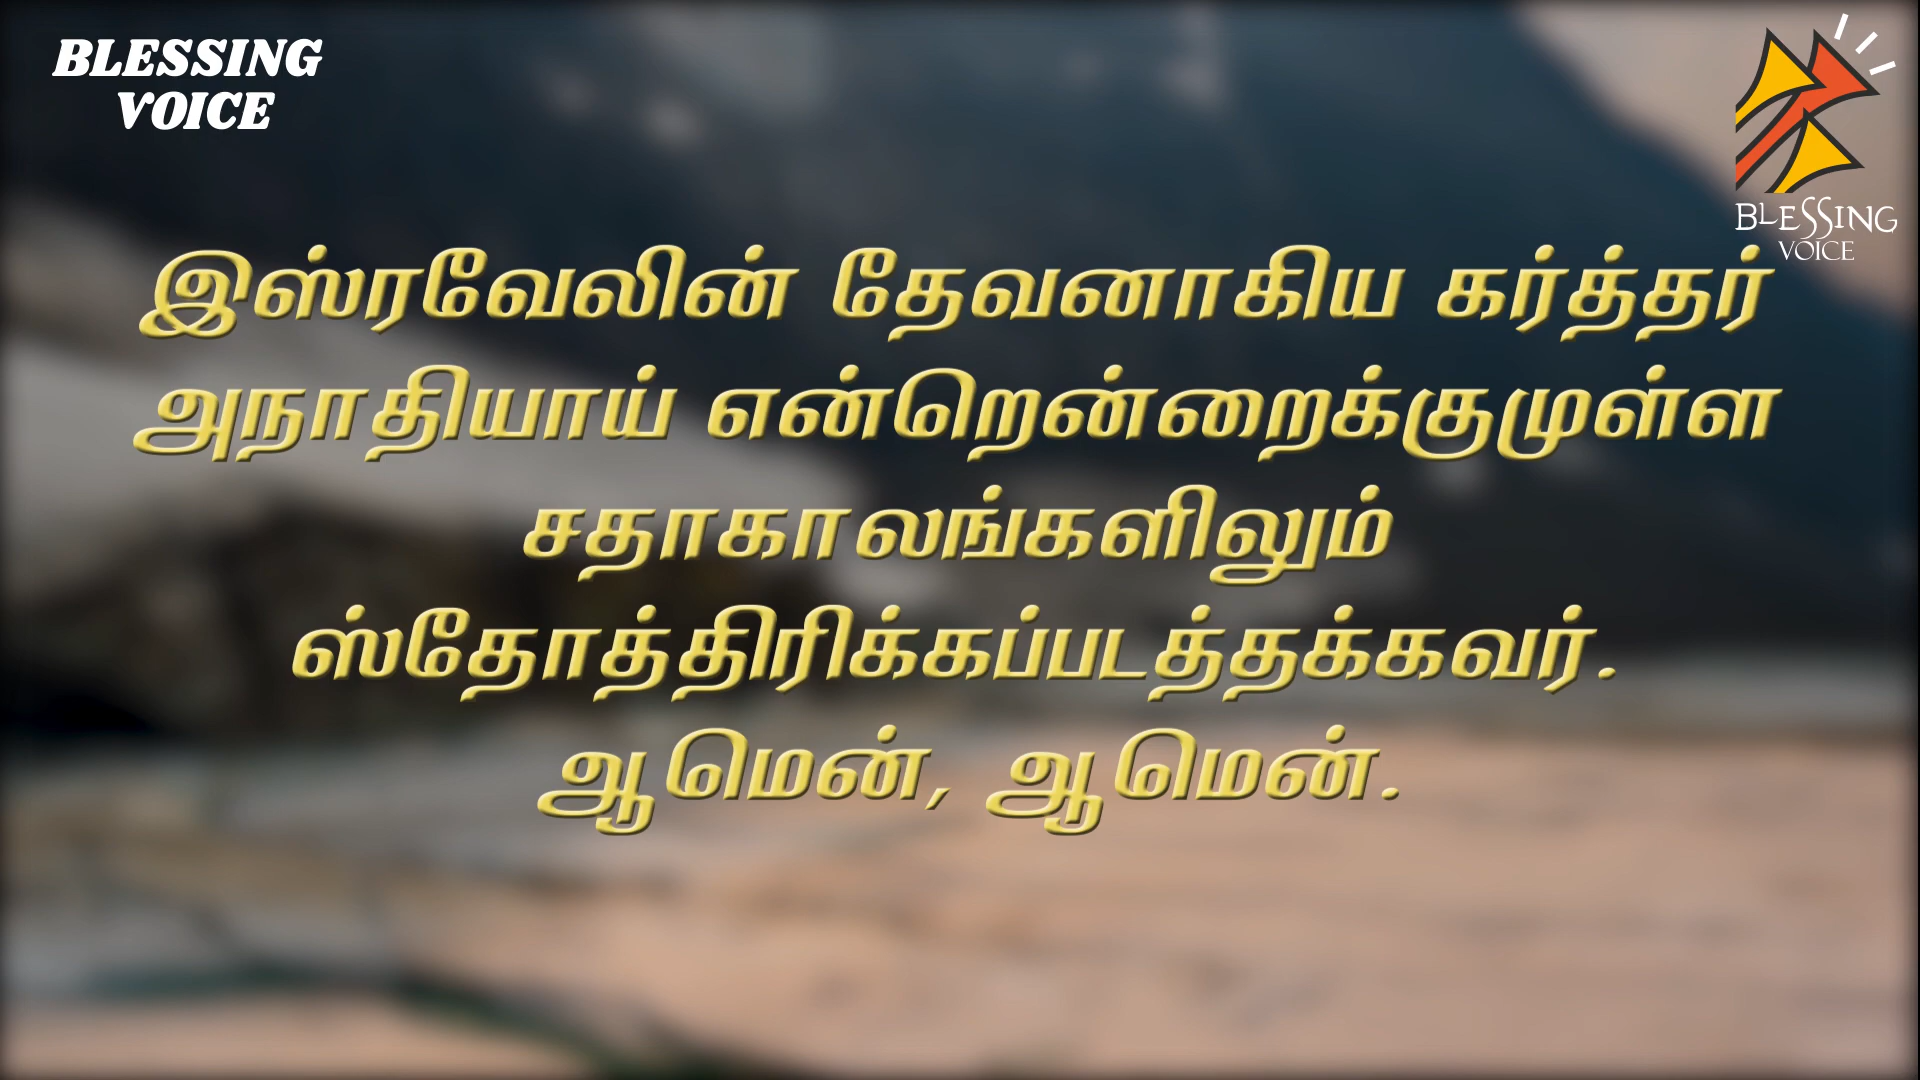 BLESSING
VOICE
BLESSING
VOICE
இஸ்ரவேலின் தேவனாகிய கர்த்தர்
அநாதியாய் என்றென்றைக்குமுள்ள
சதாகாலங்களிலும்
ஸ்தோத்திரிக்கப்படத்தக்கவர்.
ஆமென், ஆமென்.